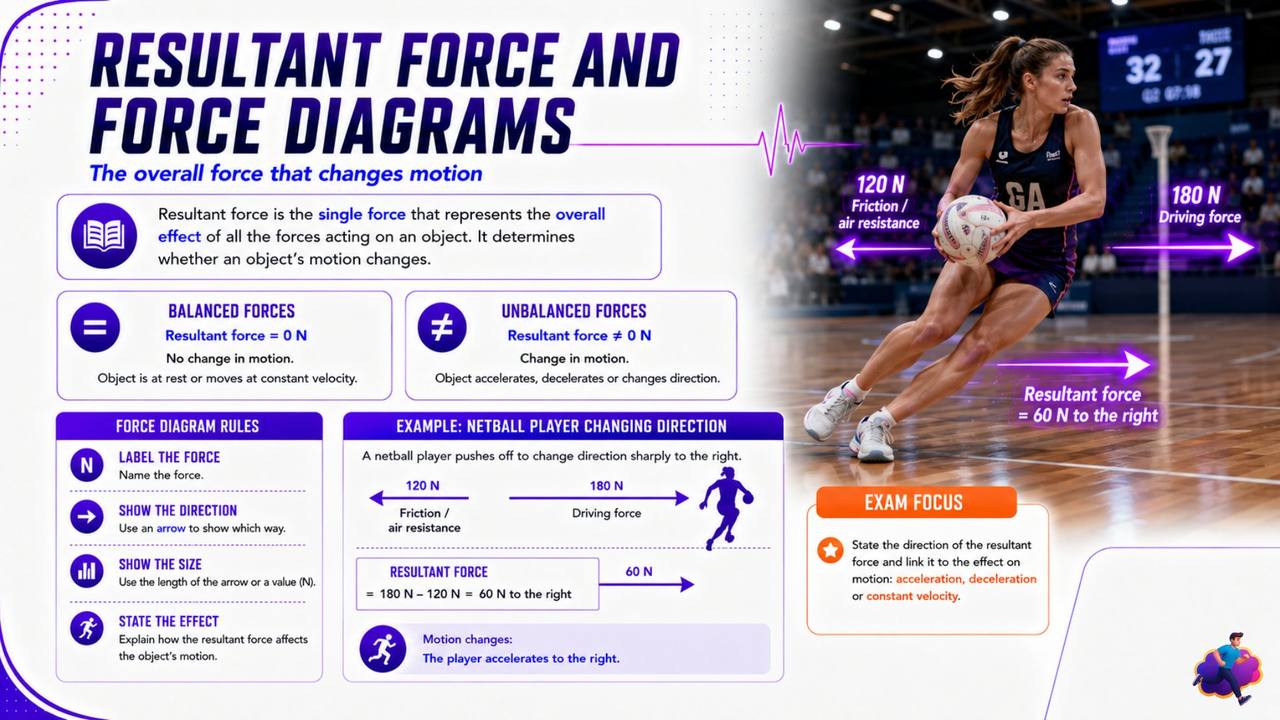 RESULTANT FORCE AND
FORCE DIAGRAMS
The overall force that changes motion
Resultant force is the single force that represents the overall
effect of all the forces acting on an object. It determines
whether an object's motion changes.
=
BALANCED FORCES
Resultant force = 0 N
No change in motion.
Object is at rest or moves at constant velocity.
≠
UNBALANCED FORCES
Resultant force ≠ 0 N
Change in motion.
Object accelerates, decelerates or changes direction.
FORCE DIAGRAM RULES
N
LABEL THE FORCE
Name the force.
SHOW THE DIRECTION
Use an arrow to show which way.
SHOW THE SIZE
Use the length of the arrow or a value (N).
STATE THE EFFECT
Explain how the resultant force affects
the object's motion.
EXAMPLE: NETBALL PLAYER CHANGING DIRECTION
A netball player pushes off to change direction sharply to the right.
120 N
Friction /
air resistance
180 N
Driving force
RESULTANT FORCE
= 180 N – 120 N = 60 N to the right
60 N
Motion changes:
The player accelerates to the right.
32
27
GA
120 N
Friction /
air resistance
180 N
Driving force
Resultant force
= 60 N to the right
EXAM FOCUS
State the direction of the resultant
force and link it to the effect on
motion: acceleration, deceleration
or constant velocity.